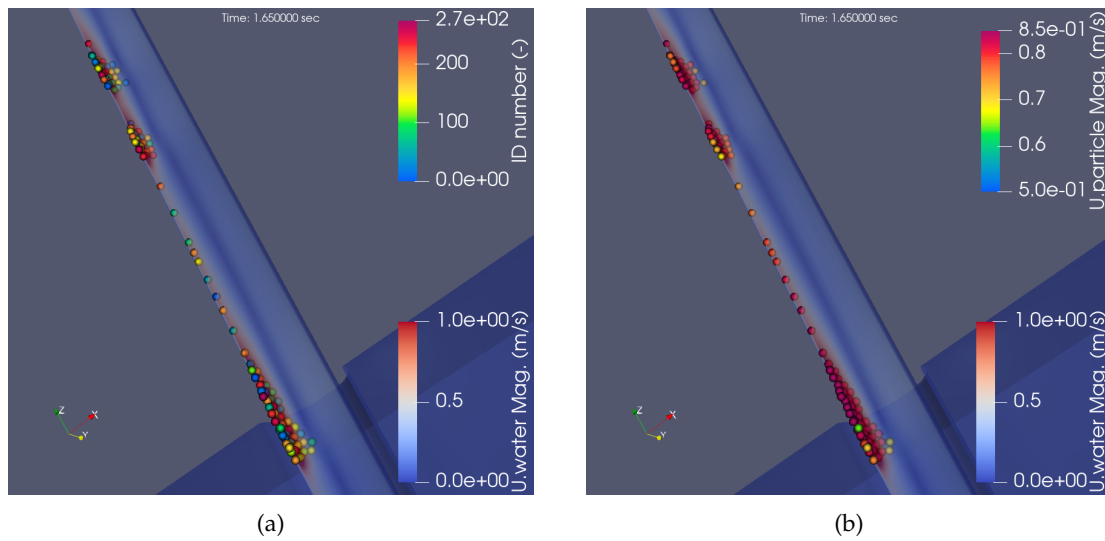 Time: 1.650000 sec
2.7e+02
200
100
0.0e+00
ID number (-)
1.0e+00
0.5
0.0e+00
U.water Mag. (m/s)
Z
X
Y
(a)
Time: 1.650000 sec
8.5e-01
0.8
0.7
0.6
5.0e-01
U.particle Mag. (m/s)
1.0e+00
0.5
0.0e+00
U.water Mag. (m/s)
Z
X
Y
(b)